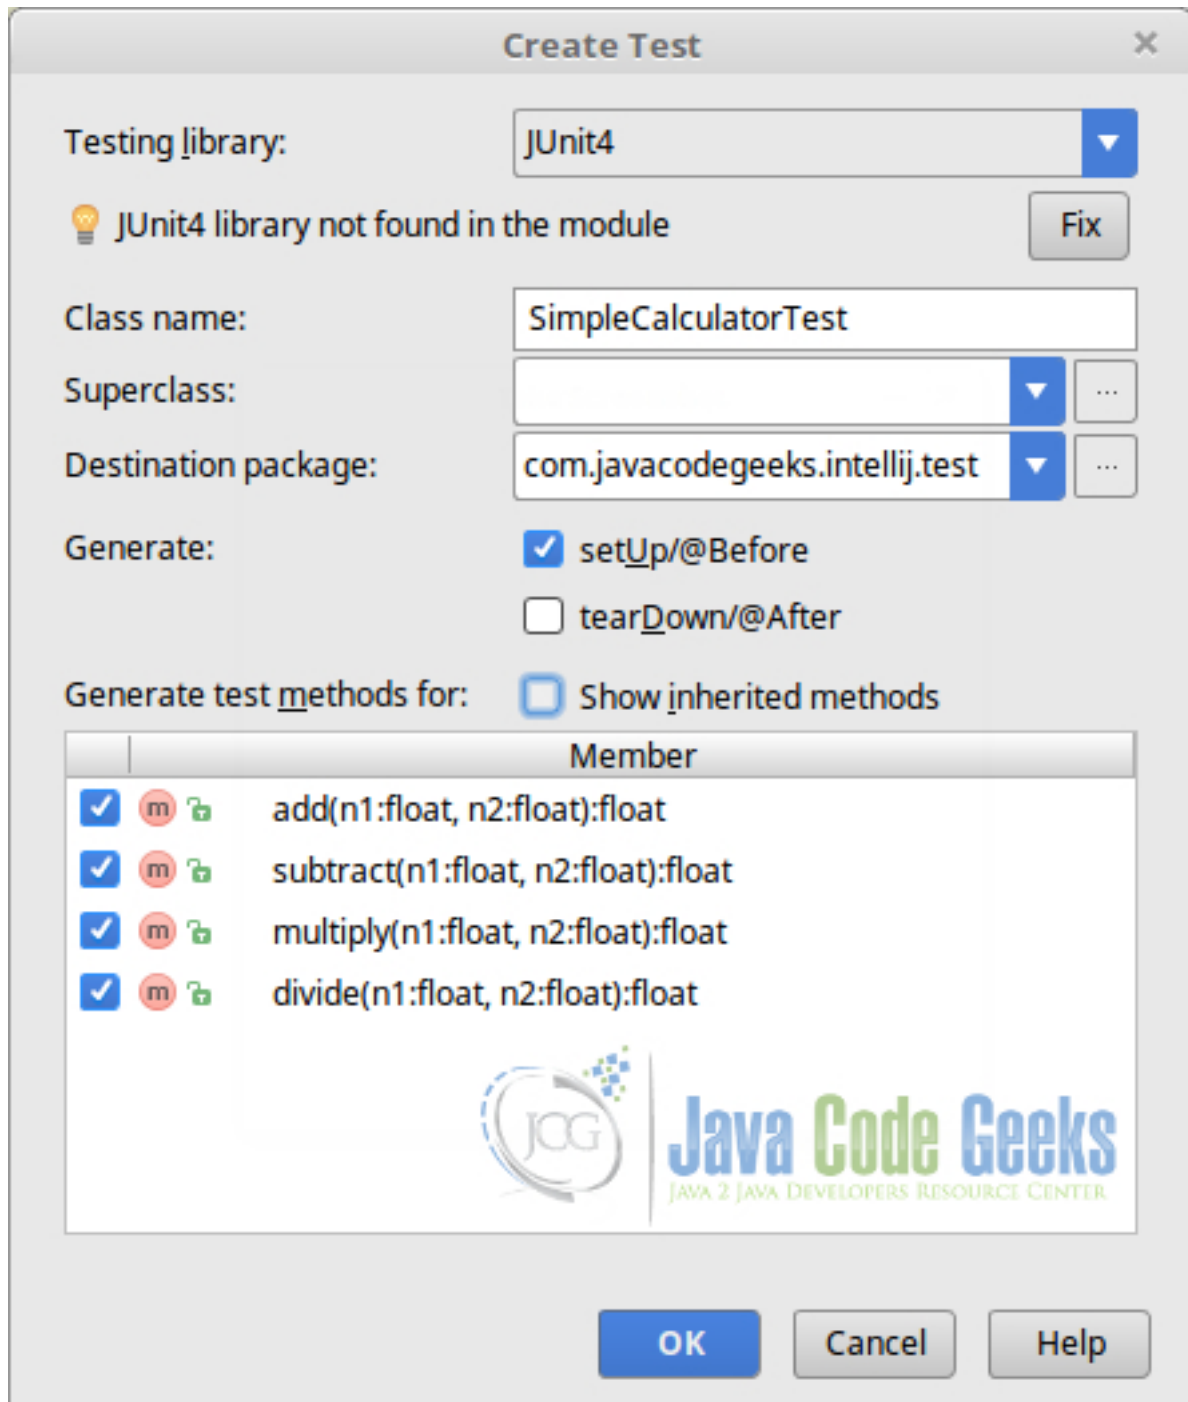 Create Test
Testing library: JUnit4
JUnit4 library not found in the module Fix
Class name: SimpleCalculatorTest
Superclass: ...
Destination package: com.javacodegeeks.intellij.test ...
Generate: setUp/@Before
tearDown/@After
Generate test methods for: Show inherited methods
Member
m add(n1:float, n2:float):float
m subtract(n1:float, n2:float):float
m multiply(n1:float, n2:float):float
m divide(n1:float, n2:float):float
JCG Java Code Geeks
JAVA 2 JAVA DEVELOPERS RESOURCE CENTER
OK Cancel Help